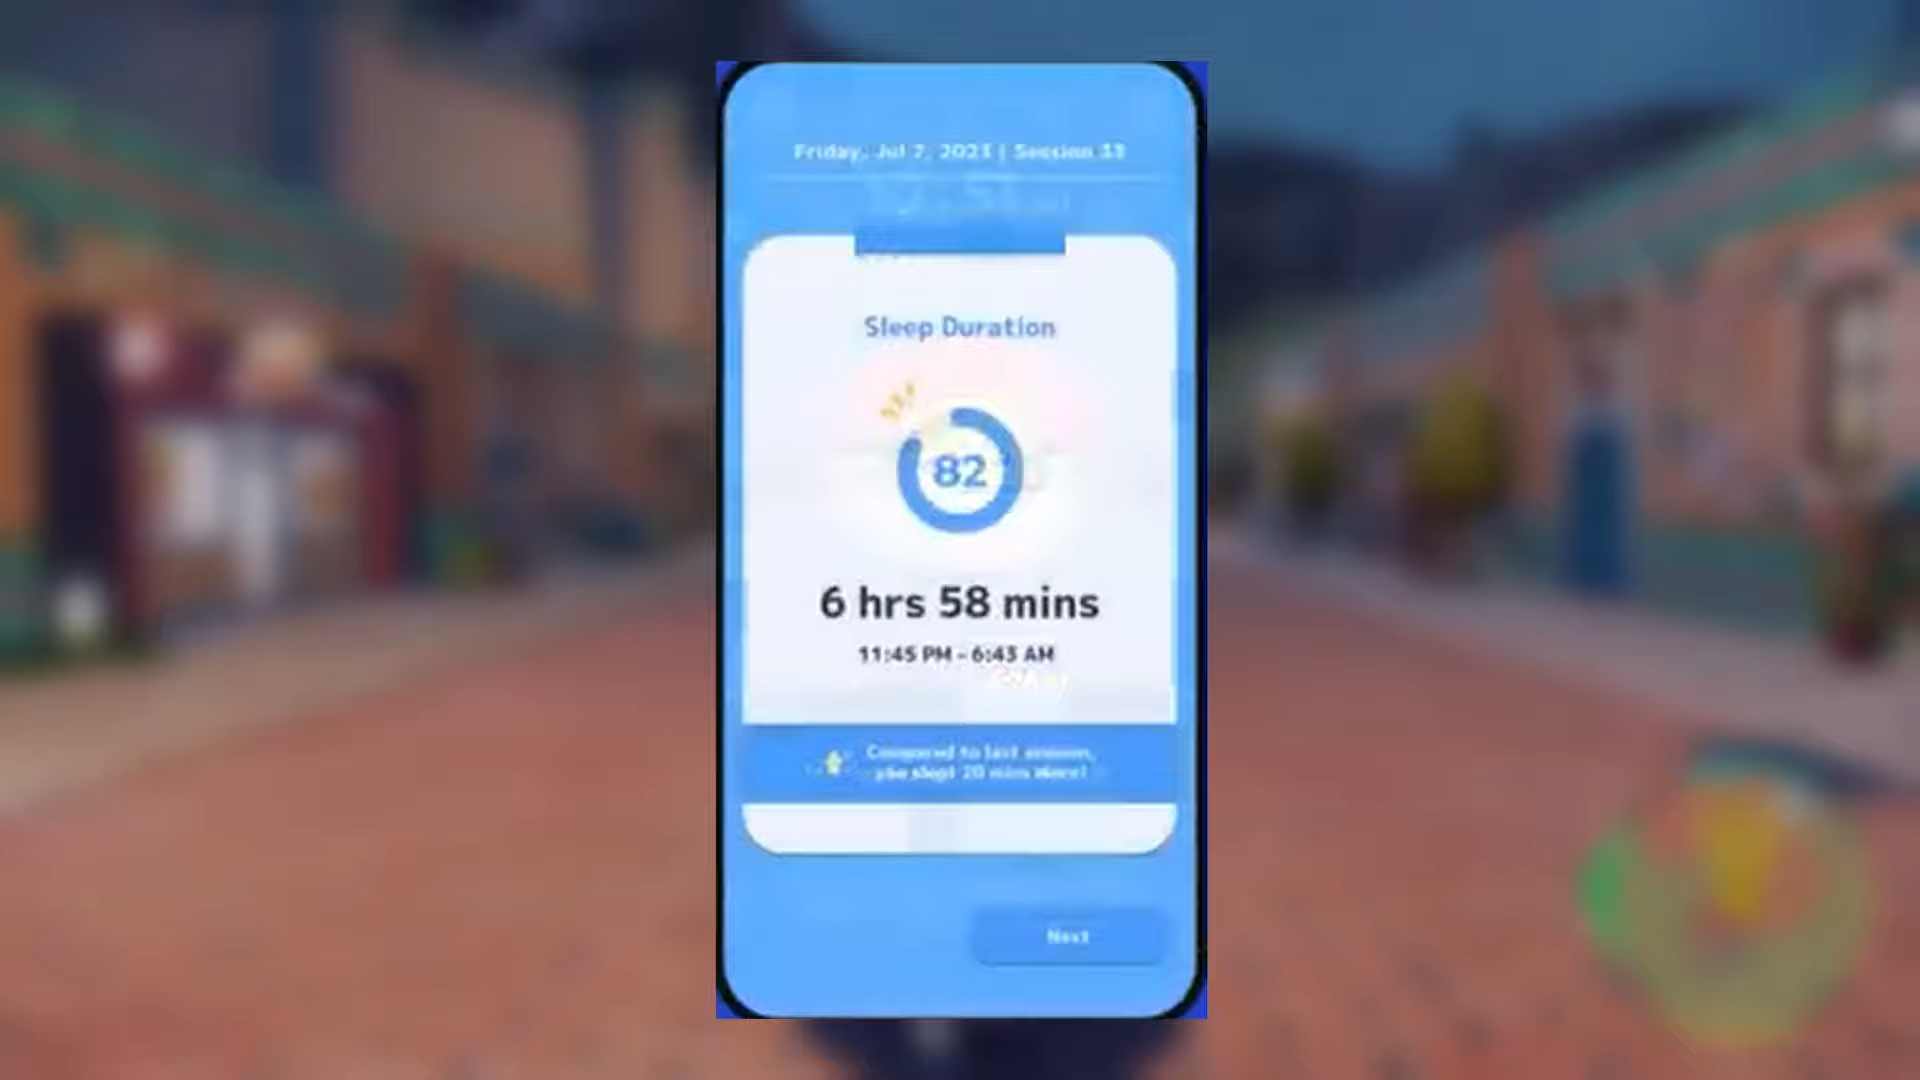 Friday, Jul 7, 2023 | Session 13
Sleep Duration
82
6 hrs 58 mins
11:45 PM - 6:43 AM
Compared to last session,
you slept 20 mins more!
Next